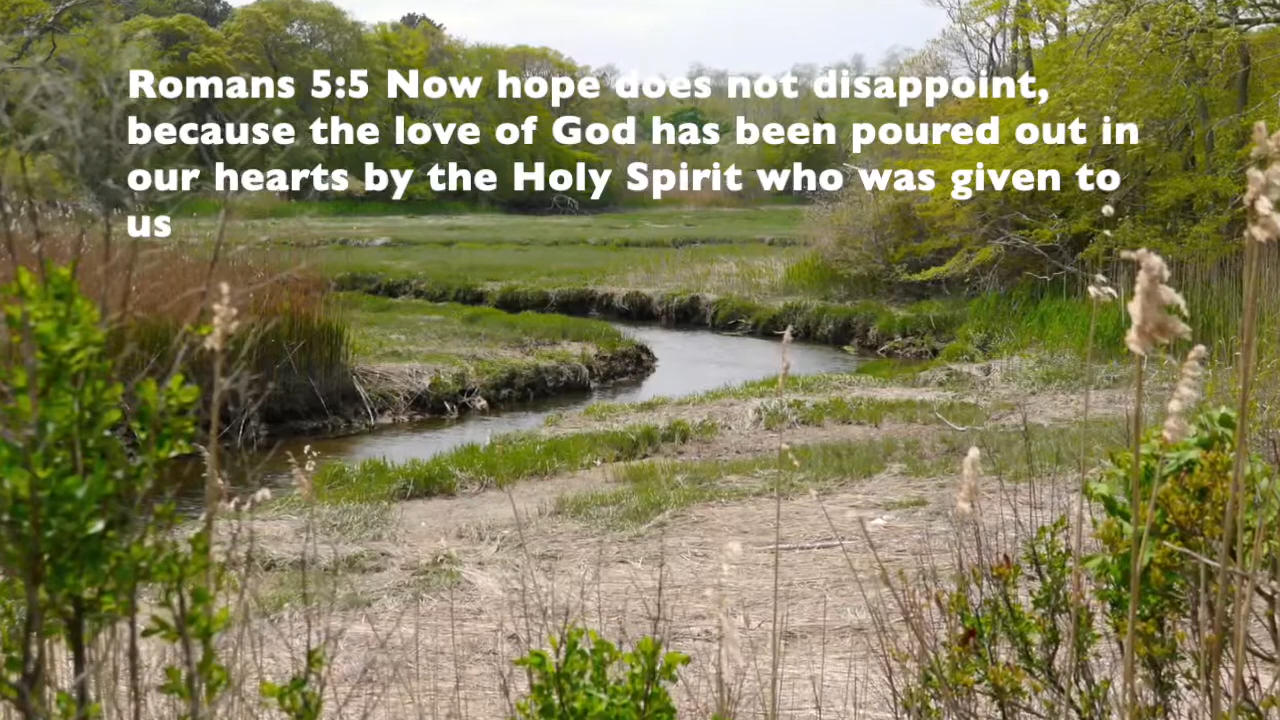 Romans 5:5 Now hope does not disappoint,
because the love of God has been poured out in
our hearts by the Holy Spirit who was given to
us